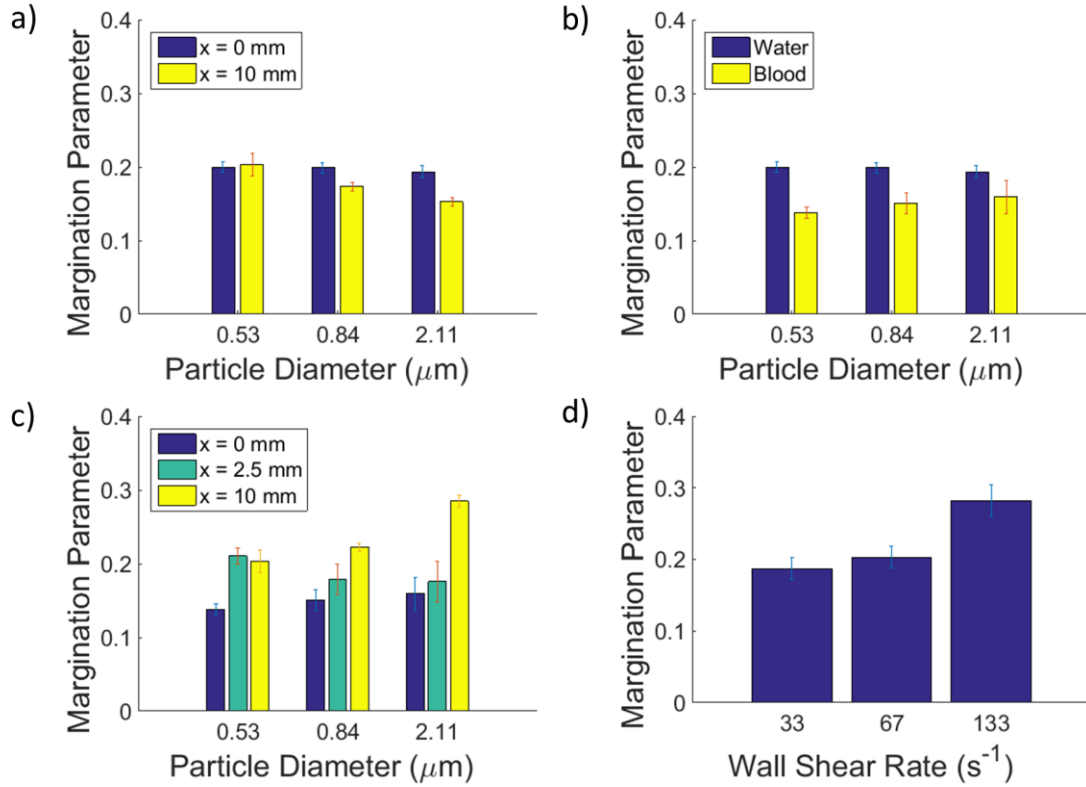 a)
0.4
0.3
0.2
0.1
0
Margination Parameter
x = 0 mm
x = 10 mm
0.53 0.84 2.11
Particle Diameter (μm)
b)
0.4
0.3
0.2
0.1
0
Margination Parameter
Water
Blood
0.53 0.84 2.11
Particle Diameter (μm)
c)
0.4
0.3
0.2
0.1
0
Margination Parameter
x = 0 mm
x = 2.5 mm
x = 10 mm
0.53 0.84 2.11
Particle Diameter (μm)
d)
0.4
0.3
0.2
0.1
0
Margination Parameter
33 67 133
Wall Shear Rate (s⁻¹)